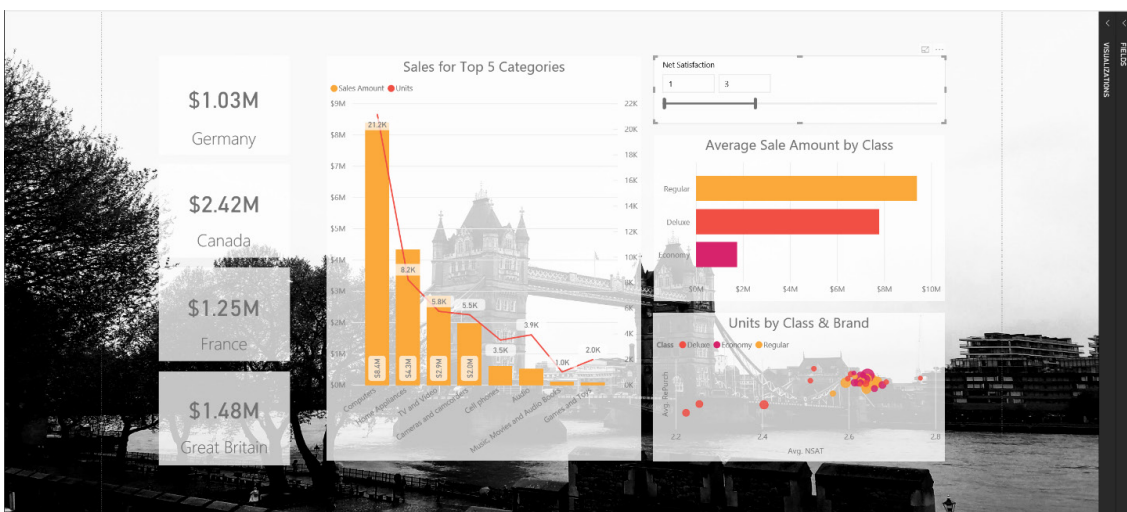 $1.03M
Germany
$2.42M
Canada
$1.25M
France
$1.48M
Great Britain
Sales for Top 5 Categories
Sales Amount Units
$9M
$8M
$7M
$6M
$5M
$4M
$3M
$2M
$1M
$0M
22K
20K
18K
16K
14K
12K
10K
8K
6K
4K
2K
0K
21.2K
8.2K
5.8K
5.5K
3.5K
3.9K
1.0K
2.0K
$8.4M
$4.3M
$2.9M
$2.0M
Computers
Home Appliances
TV and Video
Cameras and camcorders
Cell phones
Audio
Music, Movies and Audio Books
Games and Toys
Net Satisfaction
1 3
Average Sale Amount by Class
Regular
Deluxe
Economy
$0M $2M $4M $6M $8M $10M
Units by Class & Brand
Class Deluxe Economy Regular
Avg. RePurch
2.2 2.4 2.6 2.8
Avg. NSAT
VISUALIZATIONS
FIELDS